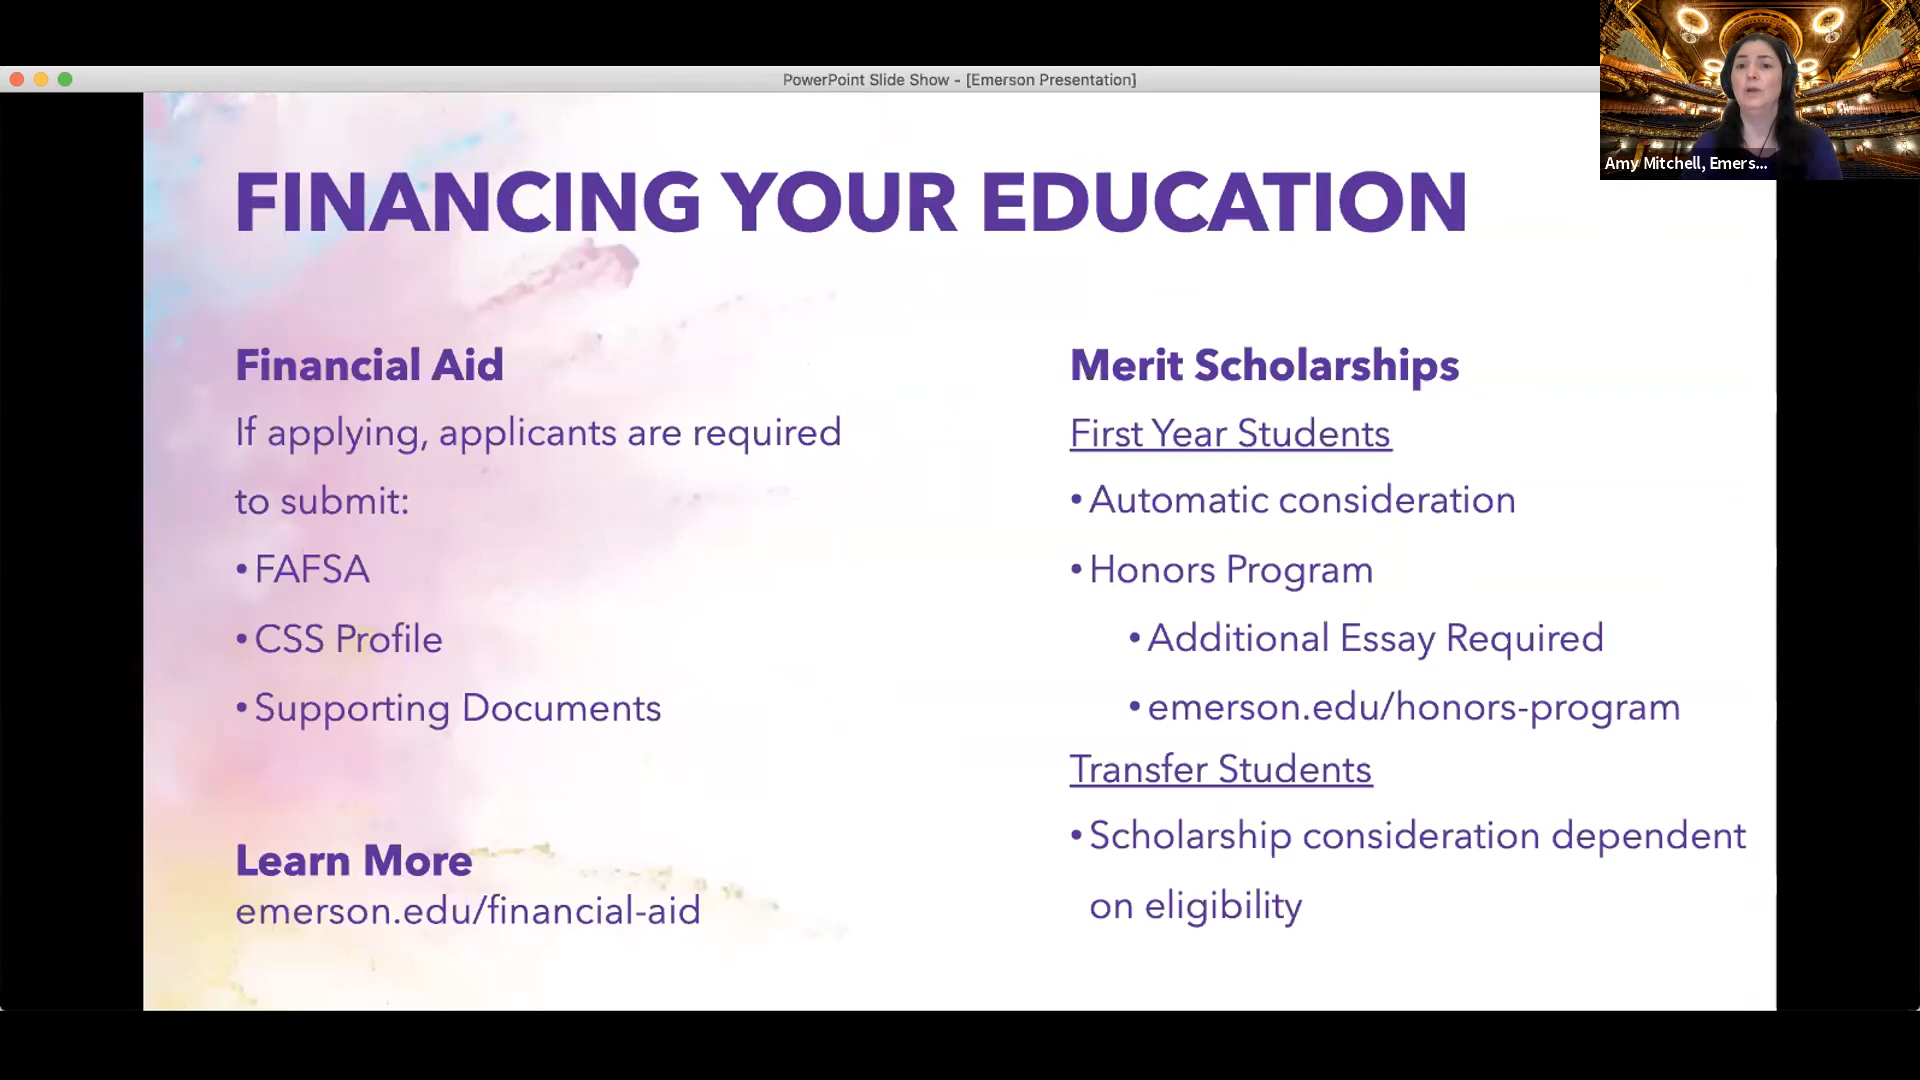 PowerPoint Slide Show - [Emerson Presentation]
Amy Mitchell, Emers...
FINANCING YOUR EDUCATION
Financial Aid
If applying, applicants are required
to submit:
• FAFSA
• CSS Profile
• Supporting Documents
Learn More
emerson.edu/financial-aid
Merit Scholarships
First Year Students
• Automatic consideration
• Honors Program
• Additional Essay Required
• emerson.edu/honors-program
Transfer Students
• Scholarship consideration dependent
on eligibility